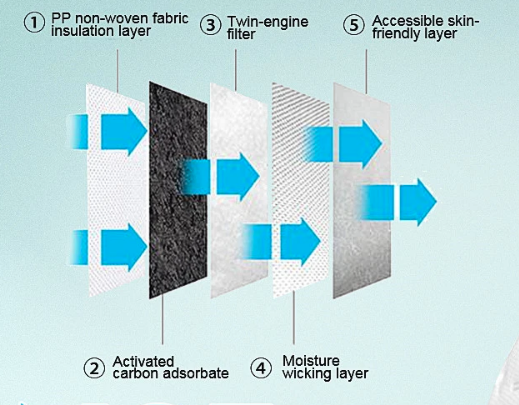 ① PP non-woven fabric
insulation layer
③ Twin-engine
filter
⑤ Accessible skin-
friendly layer
② Activated
carbon adsorbate
④ Moisture
wicking layer